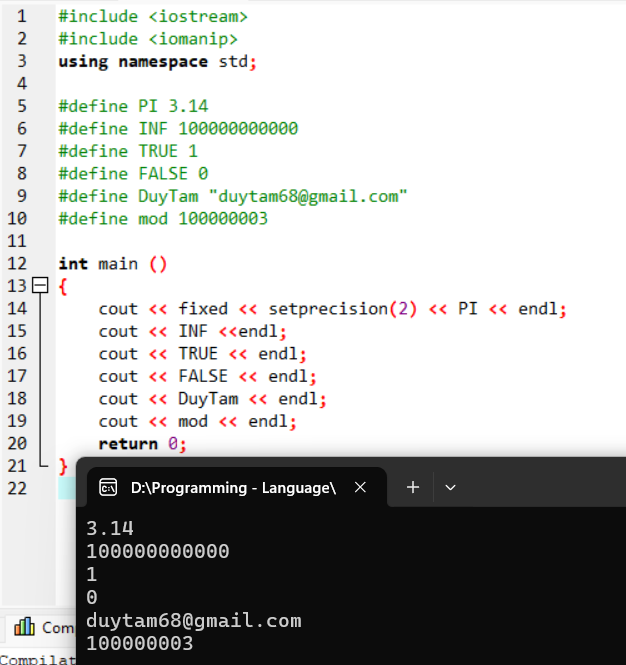 1 #include <iostream>
2 #include <iomanip>
3 using namespace std;
4
5 #define PI 3.14
6 #define INF 100000000000
7 #define TRUE 1
8 #define FALSE 0
9 #define DuyTam "duytam68@gmail.com"
10 #define mod 100000003
11
12 int main ()
13 {
14 cout << fixed << setprecision(2) << PI << endl;
15 cout << INF <<endl;
16 cout << TRUE << endl;
17 cout << FALSE << endl;
18 cout << DuyTam << endl;
19 cout << mod << endl;
20 return 0;
21 }
22
D:\Programming - Language\
3.14
100000000000
1
0
duytam68@gmail.com
100000003
Com
Compilat